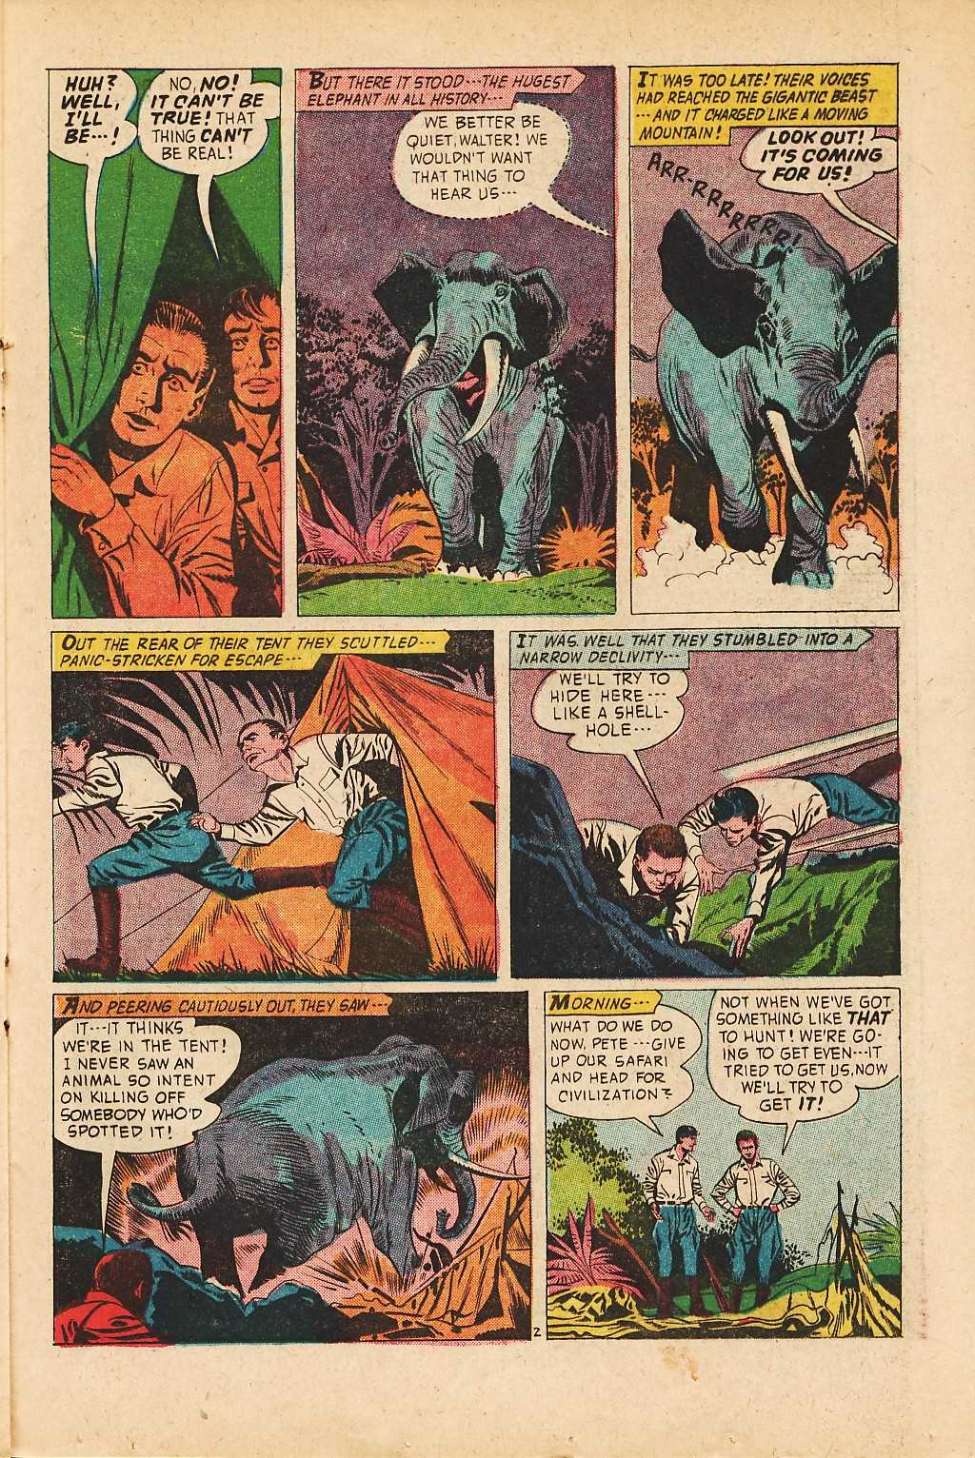 HUH?
WELL,
I'LL
BE---!
NO, NO!
IT CAN'T BE
TRUE! THAT
THING CAN'T
BE REAL!
BUT THERE IT STOOD---THE HUGEST
ELEPHANT IN ALL HISTORY---
WE BETTER BE
QUIET, WALTER! WE
WOULDN'T WANT
THAT THING TO
HEAR US---
IT WAS TOO LATE! THEIR VOICES
HAD REACHED THE GIGANTIC BEAST
---AND IT CHARGED LIKE A MOVING
MOUNTAIN!
LOOK OUT!
IT'S COMING
FOR US!
ARR-RRRRRRR!
OUT THE REAR OF THEIR TENT THEY SCUTTLED---
PANIC-STRICKEN FOR ESCAPE---
IT WAS WELL THAT THEY STUMBLED INTO A
NARROW DECLIVITY---
WE'LL TRY TO
HIDE HERE---
LIKE A SHELL-
HOLE---
AND PEERING CAUTIOUSLY OUT, THEY SAW---
IT---IT THINKS
WE'RE IN THE TENT!
I NEVER SAW AN
ANIMAL SO INTENT
ON KILLING OFF
SOMEBODY WHO'D
SPOTTED IT!
2
MORNING---
WHAT DO WE DO
NOW, PETE---GIVE
UP OUR SAFARI
AND HEAD FOR
CIVILIZATION?
NOT WHEN WE'VE GOT
SOMETHING LIKE THAT
TO HUNT! WE'RE GO-
ING TO GET EVEN---IT
TRIED TO GET US, NOW
WE'LL TRY TO
GET IT!